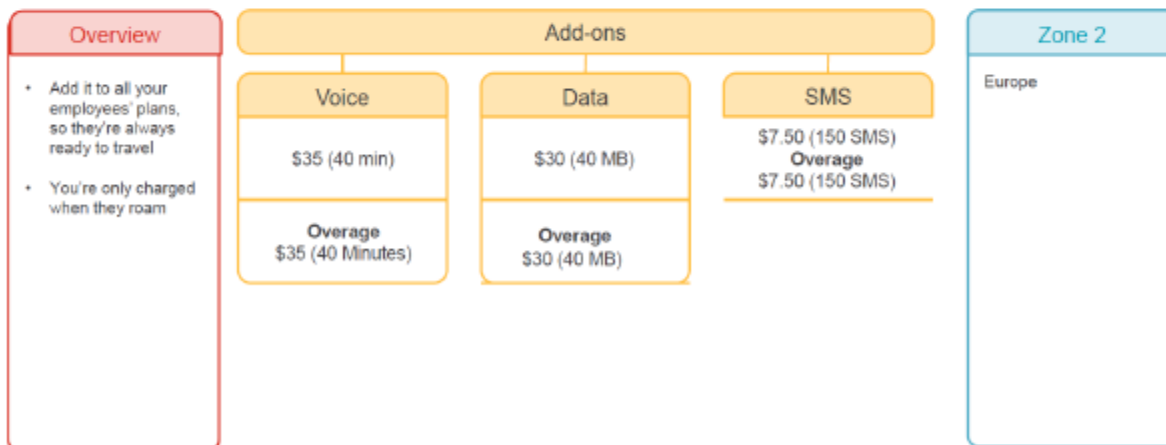 Overview
• Add it to all your
employees' plans,
so they're always
ready to travel
• You're only charged
when they roam
Add-ons
Voice
$35 (40 min)
Overage
$35 (40 Minutes)
Data
$30 (40 MB)
Overage
$30 (40 MB)
SMS
$7.50 (150 SMS)
Overage
$7.50 (150 SMS)
Zone 2
Europe